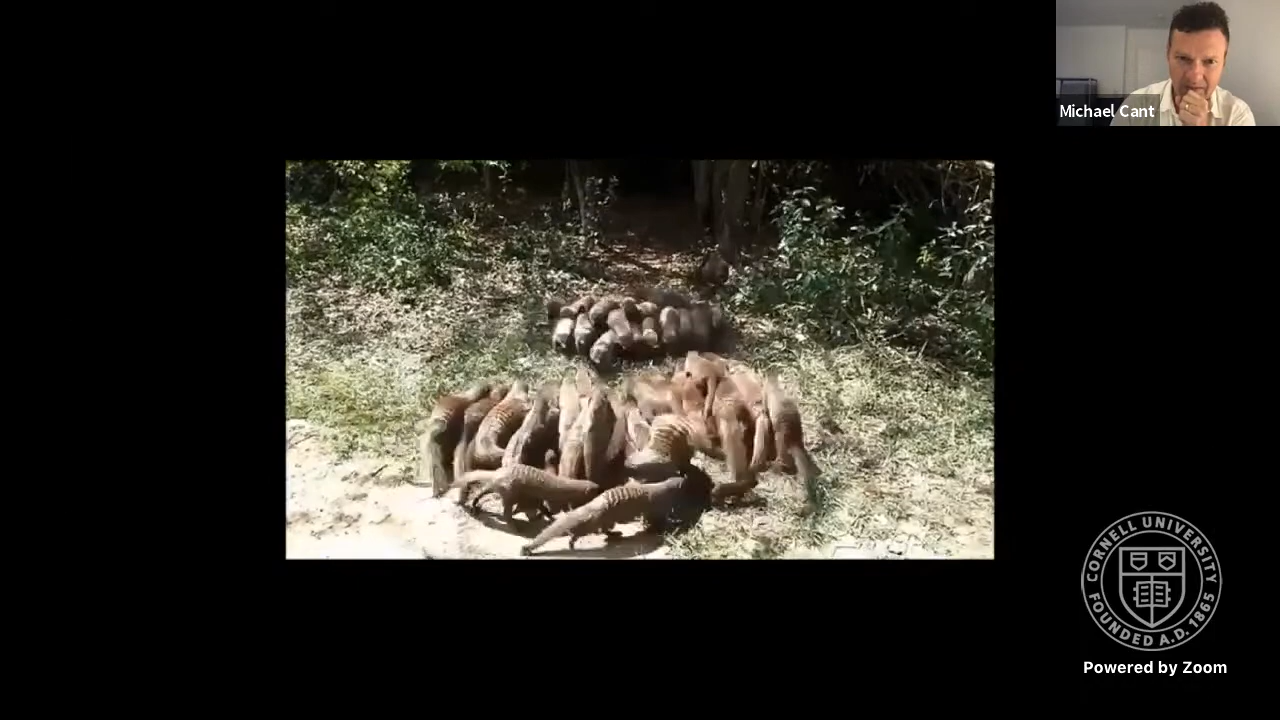 Michael Cant
CORNELL UNIVERSITY
FOUNDED A.D. 1865
Powered by Zoom